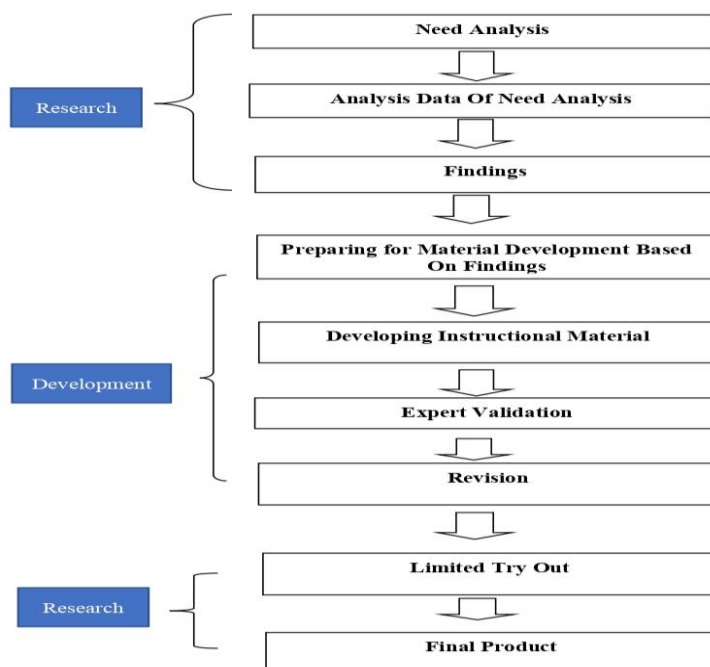 Need Analysis
Research
Analysis Data Of Need Analysis
Findings
Preparing for Material Development Based
On Findings
Developing Instructional Material
Development
Expert Validation
Revision
Limited Try Out
Research
Final Product